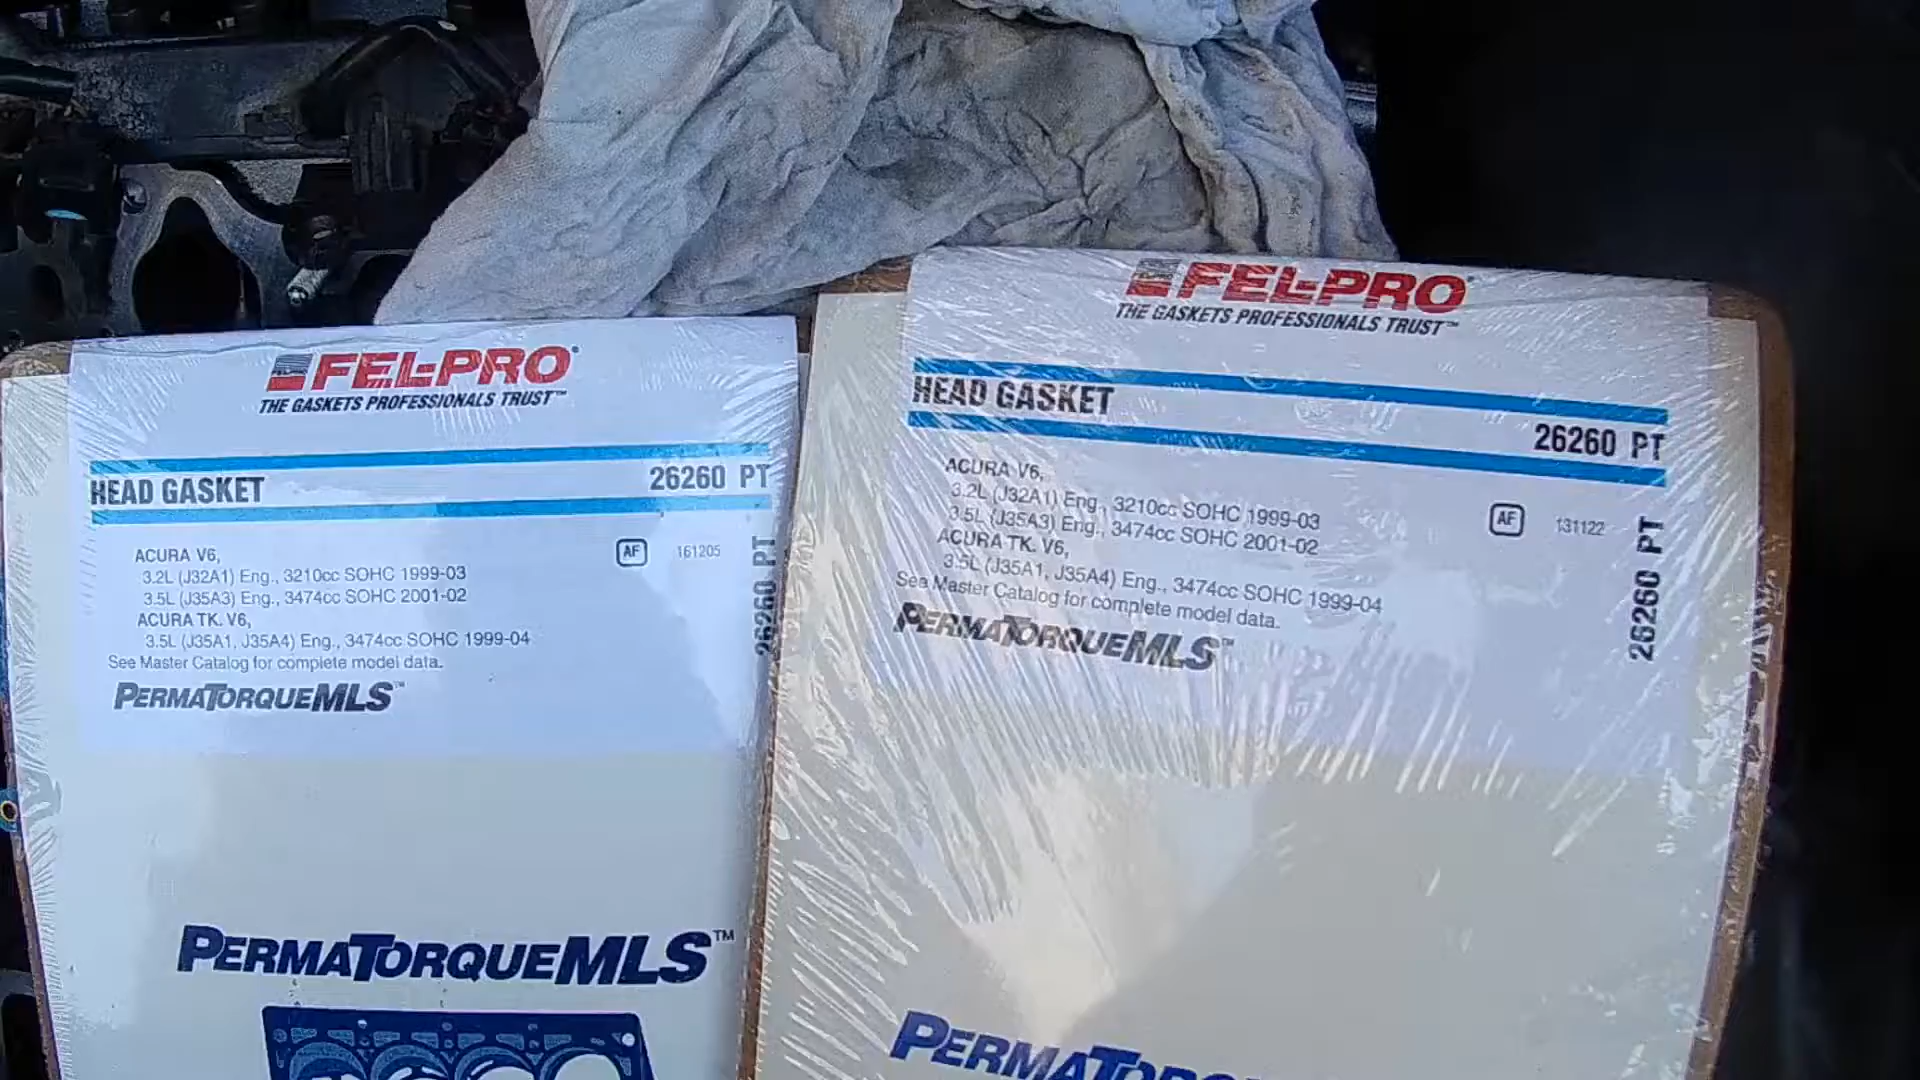 FEL-PRO®
THE GASKETS PROFESSIONALS TRUST™
HEAD GASKET
26260 PT
ACURA V6,
3.2L (J32A1) Eng., 3210cc SOHC 1999-03
3.5L (J35A3) Eng., 3474cc SOHC 2001-02
ACURA TK. V6,
3.5L (J35A1, J35A4) Eng., 3474cc SOHC 1999-04
See Master Catalog for complete model data.
AF 161205
26260 PT
PERMATORQUEMLS™
PERMATORQUEMLS™
FEL-PRO
THE GASKETS PROFESSIONALS TRUST™
HEAD GASKET
26260 PT
ACURA V6,
3.2L (J32A1) Eng., 3210cc SOHC 1999-03
3.5L (J35A3) Eng., 3474cc SOHC 2001-02
ACURA TK. V6,
3.5L (J35A1, J35A4) Eng., 3474cc SOHC 1999-04
See Master Catalog for complete model data.
AF 131122
26260 PT
PERMATORQUEMLS™